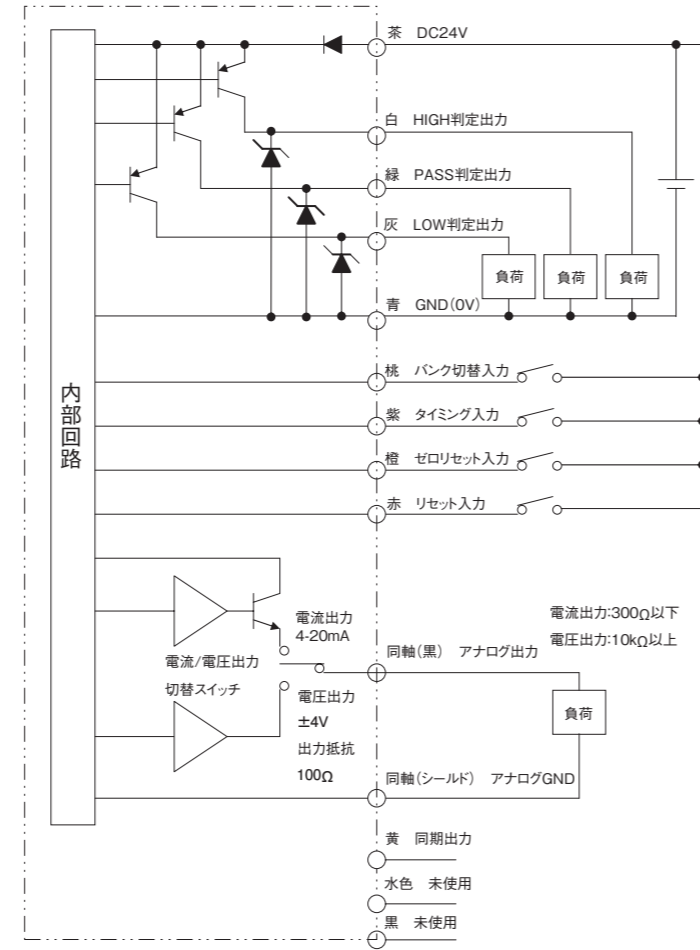 茶 DC24V
白 HIGH判定出力
緑 PASS判定出力
灰 LOW判定出力
負荷
負荷
負荷
青 GND(0V)
桃 バンク切替入力
紫 タイミング入力
橙 ゼロリセット入力
赤 リセット入力
内部回路
電流出力
4-20mA
電流/電圧出力
切替スイッチ
電圧出力
±4V
出力抵抗
100Ω
電流出力:300Ω以下
電圧出力:10kΩ以上
同軸(黒) アナログ出力
負荷
同軸(シールド) アナログGND
黄 同期出力
水色 未使用
黒 未使用